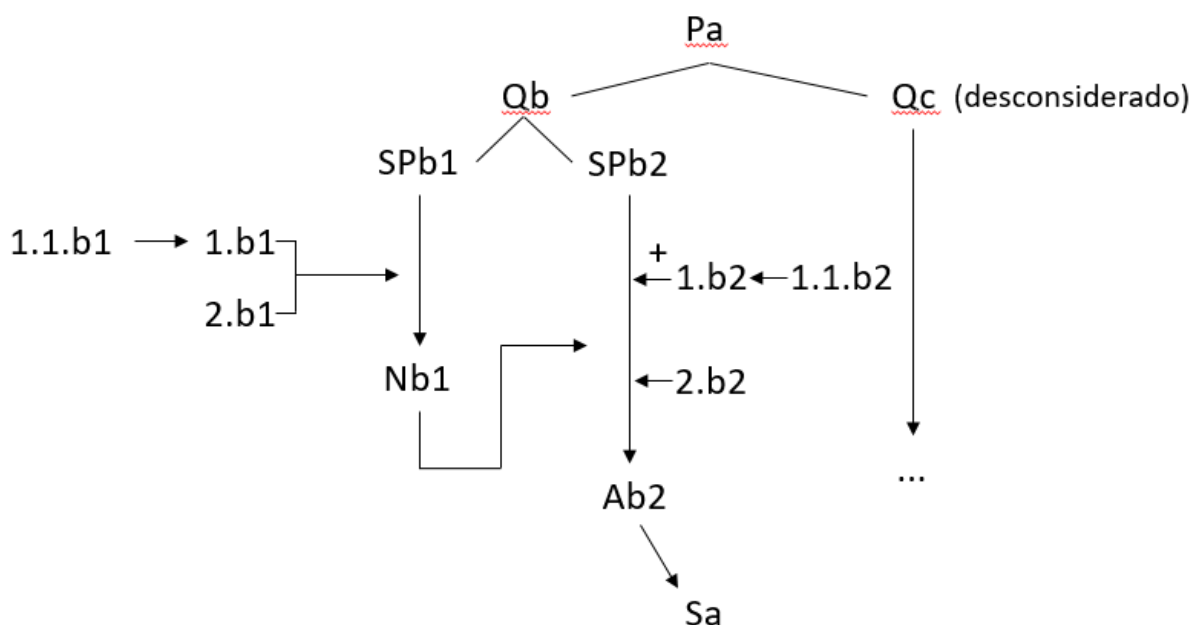 Pa
Qb
Qc (desconsiderado)
SPb1
SPb2
1.1.b1
1.b1
+
1.b2
1.1.b2
2.b1
Nb1
2.b2
...
Ab2
Sa